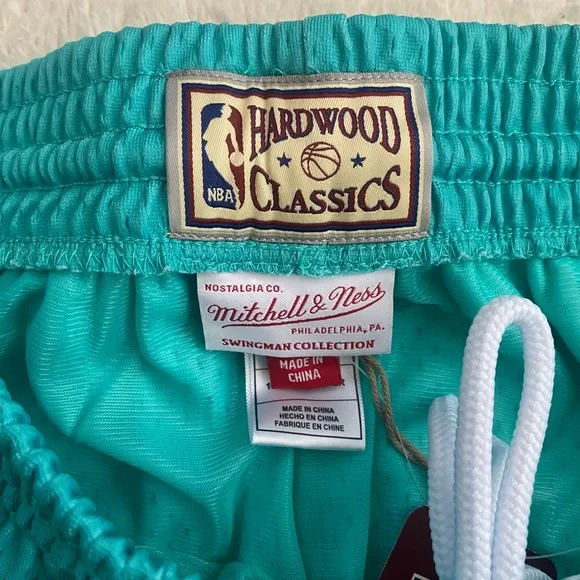 HARDWOOD
NBA
CLASSICS
NOSTALGIA CO.
Mitchell & Ness
PHILADELPHIA, PA.
SWINGMAN COLLECTION
MADE IN
CHINA
MADE IN CHINA
HECHO EN CHINA
FABRIQUE EN CHINE